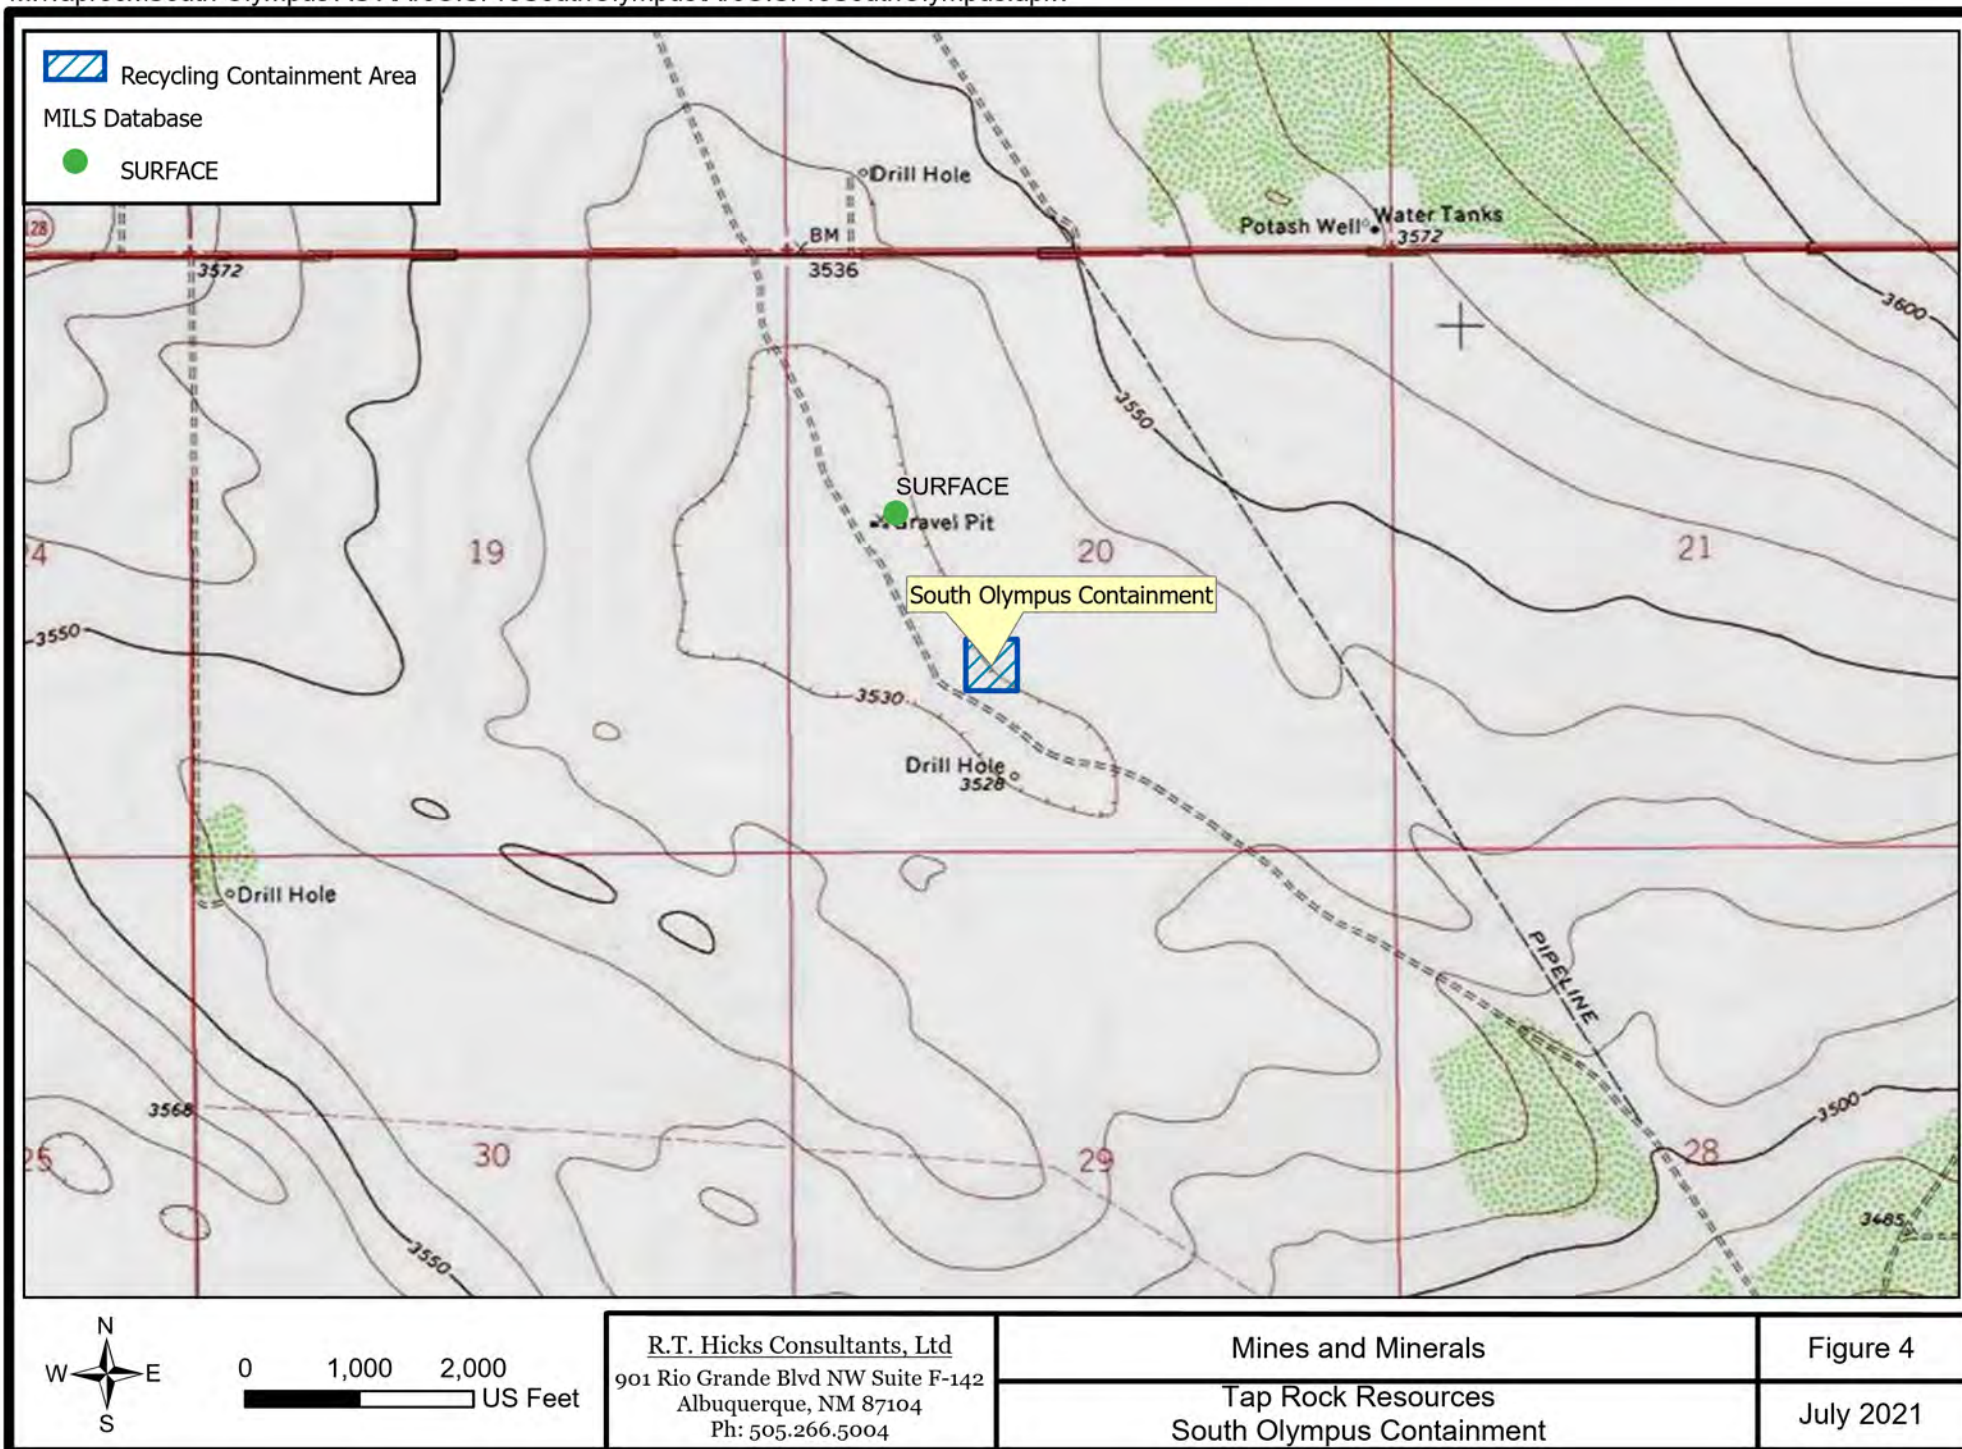 Recycling Containment Area
MILS Database
SURFACE
Drill Hole
Potash Well
Water Tanks
3572
128
BM
3536
3572
3600
3550
SURFACE
Gravel Pit
19
20
21
South Olympus Containment
3550
3530
Drill Hole
3528
Drill Hole
PIPELINE
3568
3500
25
30
29
28
3485
3550
N
W
E
S
0 1,000 2,000
US Feet
R.T. Hicks Consultants, Ltd
901 Rio Grande Blvd NW Suite F-142
Albuquerque, NM 87104
Ph: 505.266.5004
Mines and Minerals
Tap Rock Resources
South Olympus Containment
Figure 4
July 2021